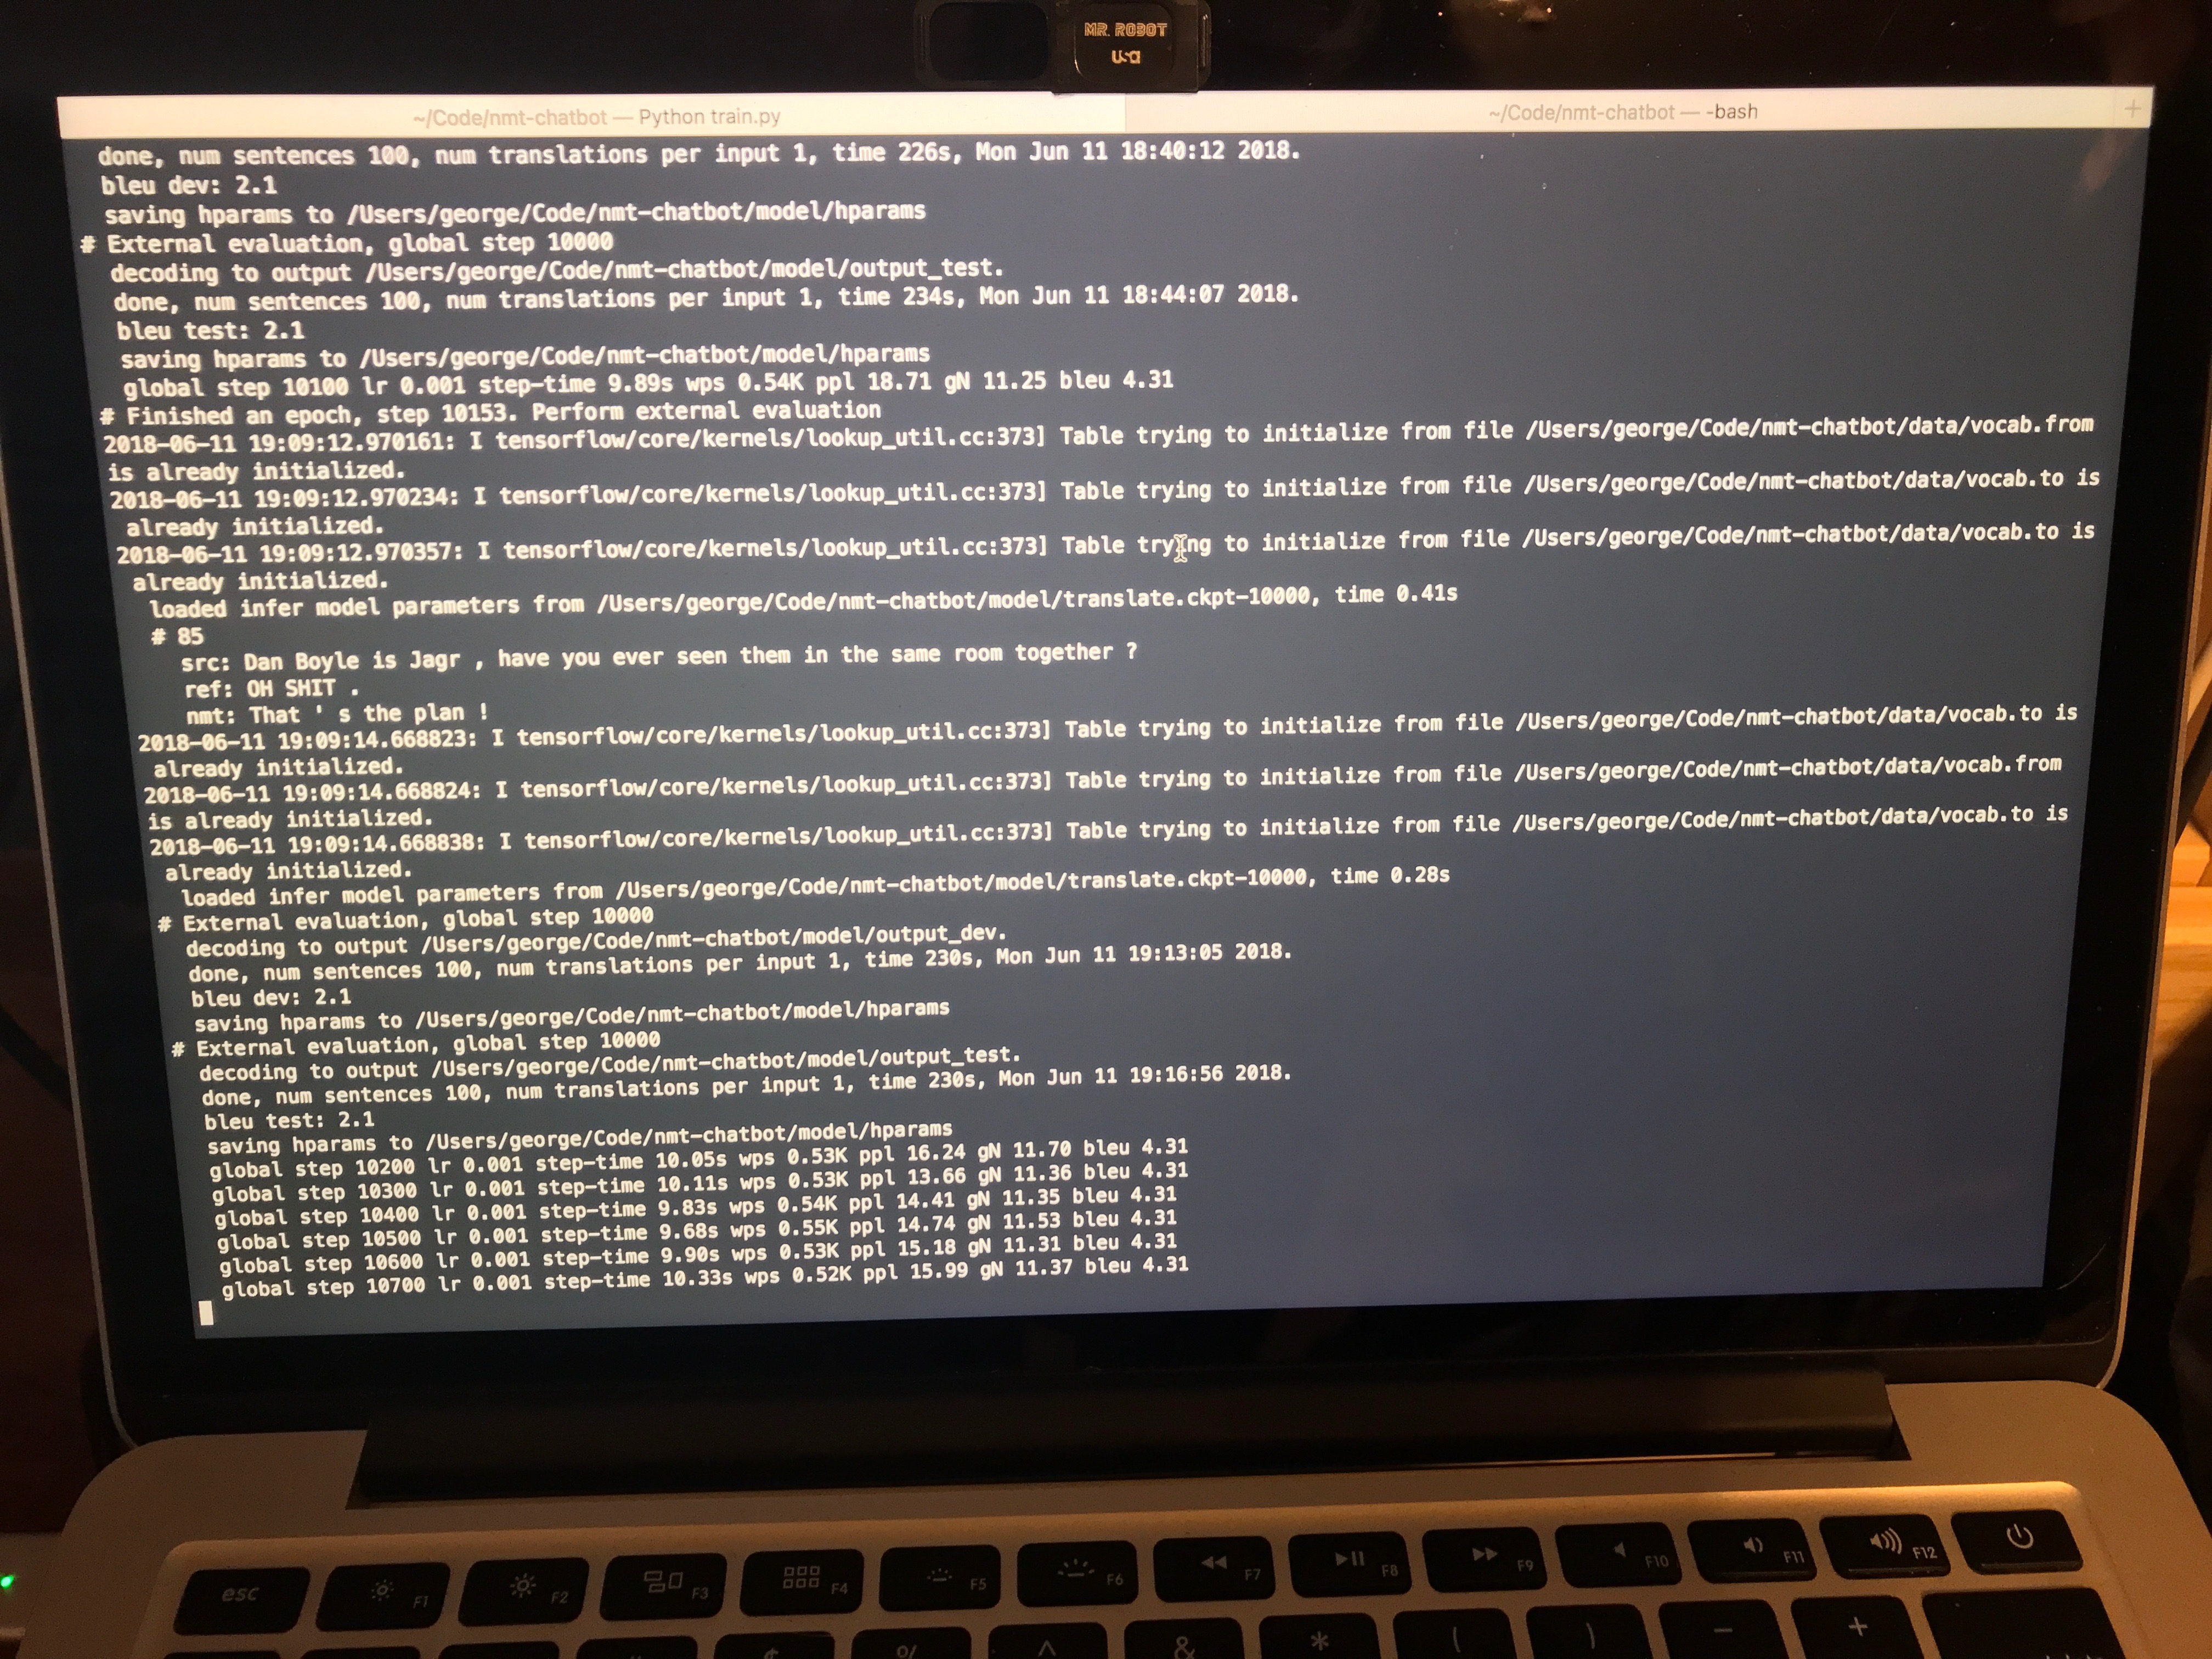 MR. ROBOT
usa
~/Code/nmt-chatbot — Python train.py
~/Code/nmt-chatbot — -bash
+
done, num sentences 100, num translations per input 1, time 226s, Mon Jun 11 18:40:12 2018.
bleu dev: 2.1
saving hparams to /Users/george/Code/nmt-chatbot/model/hparams
# External evaluation, global step 10000
decoding to output /Users/george/Code/nmt-chatbot/model/output_test.
done, num sentences 100, num translations per input 1, time 234s, Mon Jun 11 18:44:07 2018.
bleu test: 2.1
saving hparams to /Users/george/Code/nmt-chatbot/model/hparams
global step 10100 lr 0.001 step-time 9.89s wps 0.54K ppl 18.71 gN 11.25 bleu 4.31
# Finished an epoch, step 10153. Perform external evaluation
2018-06-11 19:09:12.970161: I tensorflow/core/kernels/lookup_util.cc:373] Table trying to initialize from file /Users/george/Code/nmt-chatbot/data/vocab.from
is already initialized.
2018-06-11 19:09:12.970234: I tensorflow/core/kernels/lookup_util.cc:373] Table trying to initialize from file /Users/george/Code/nmt-chatbot/data/vocab.to is
already initialized.
2018-06-11 19:09:12.970357: I tensorflow/core/kernels/lookup_util.cc:373] Table trying to initialize from file /Users/george/Code/nmt-chatbot/data/vocab.to is
already initialized.
loaded infer model parameters from /Users/george/Code/nmt-chatbot/model/translate.ckpt-10000, time 0.41s
# 85
src: Dan Boyle is Jagr , have you ever seen them in the same room together ?
ref: OH SHIT .
nmt: That ' s the plan !
2018-06-11 19:09:14.668823: I tensorflow/core/kernels/lookup_util.cc:373] Table trying to initialize from file /Users/george/Code/nmt-chatbot/data/vocab.to is
already initialized.
2018-06-11 19:09:14.668824: I tensorflow/core/kernels/lookup_util.cc:373] Table trying to initialize from file /Users/george/Code/nmt-chatbot/data/vocab.from
is already initialized.
2018-06-11 19:09:14.668838: I tensorflow/core/kernels/lookup_util.cc:373] Table trying to initialize from file /Users/george/Code/nmt-chatbot/data/vocab.to is
already initialized.
loaded infer model parameters from /Users/george/Code/nmt-chatbot/model/translate.ckpt-10000, time 0.28s
# External evaluation, global step 10000
decoding to output /Users/george/Code/nmt-chatbot/model/output_dev.
done, num sentences 100, num translations per input 1, time 230s, Mon Jun 11 19:13:05 2018.
bleu dev: 2.1
saving hparams to /Users/george/Code/nmt-chatbot/model/hparams
# External evaluation, global step 10000
decoding to output /Users/george/Code/nmt-chatbot/model/output_test.
done, num sentences 100, num translations per input 1, time 230s, Mon Jun 11 19:16:56 2018.
bleu test: 2.1
saving hparams to /Users/george/Code/nmt-chatbot/model/hparams
global step 10200 lr 0.001 step-time 10.05s wps 0.53K ppl 16.24 gN 11.70 bleu 4.31
global step 10300 lr 0.001 step-time 10.11s wps 0.53K ppl 13.66 gN 11.36 bleu 4.31
global step 10400 lr 0.001 step-time 9.83s wps 0.54K ppl 14.41 gN 11.35 bleu 4.31
global step 10500 lr 0.001 step-time 9.68s wps 0.55K ppl 14.74 gN 11.53 bleu 4.31
global step 10600 lr 0.001 step-time 9.90s wps 0.53K ppl 15.18 gN 11.31 bleu 4.31
global step 10700 lr 0.001 step-time 10.33s wps 0.52K ppl 15.99 gN 11.37 bleu 4.31
esc F1 F2 F3 F4 F5 F6 F7 F8 F9 F10 F11 F12
^ & * ( ) – +